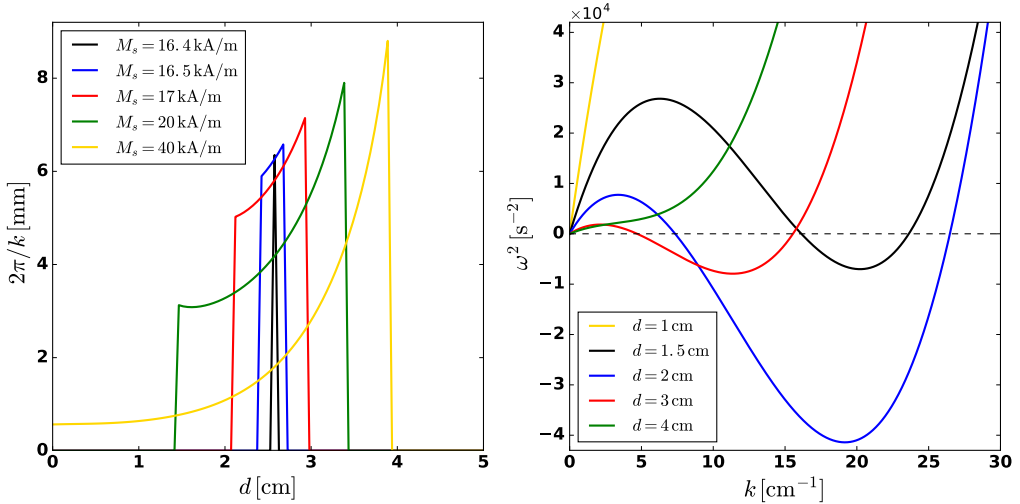 M_s = 16.4 kA/m
M_s = 16.5 kA/m
M_s = 17 kA/m
M_s = 20 kA/m
M_s = 40 kA/m
8
6
4
2
0
2π/k [mm]
0 1 2 3 4 5
d [cm]
×10⁴
4
3
2
1
0
−1
−2
−3
−4
ω² [s⁻²]
d = 1 cm
d = 1.5 cm
d = 2 cm
d = 3 cm
d = 4 cm
0 5 10 15 20 25 30
k [cm⁻¹]